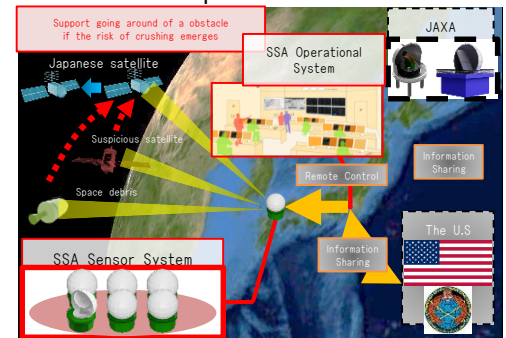 Support going around of a obstacle
if the risk of crushing emerges
JAXA
SSA Operational
System
Japanese satellite
Suspicious satellite
Information
Sharing
Remote Control
Space debris
The U.S
Information
Sharing
SSA Sensor System